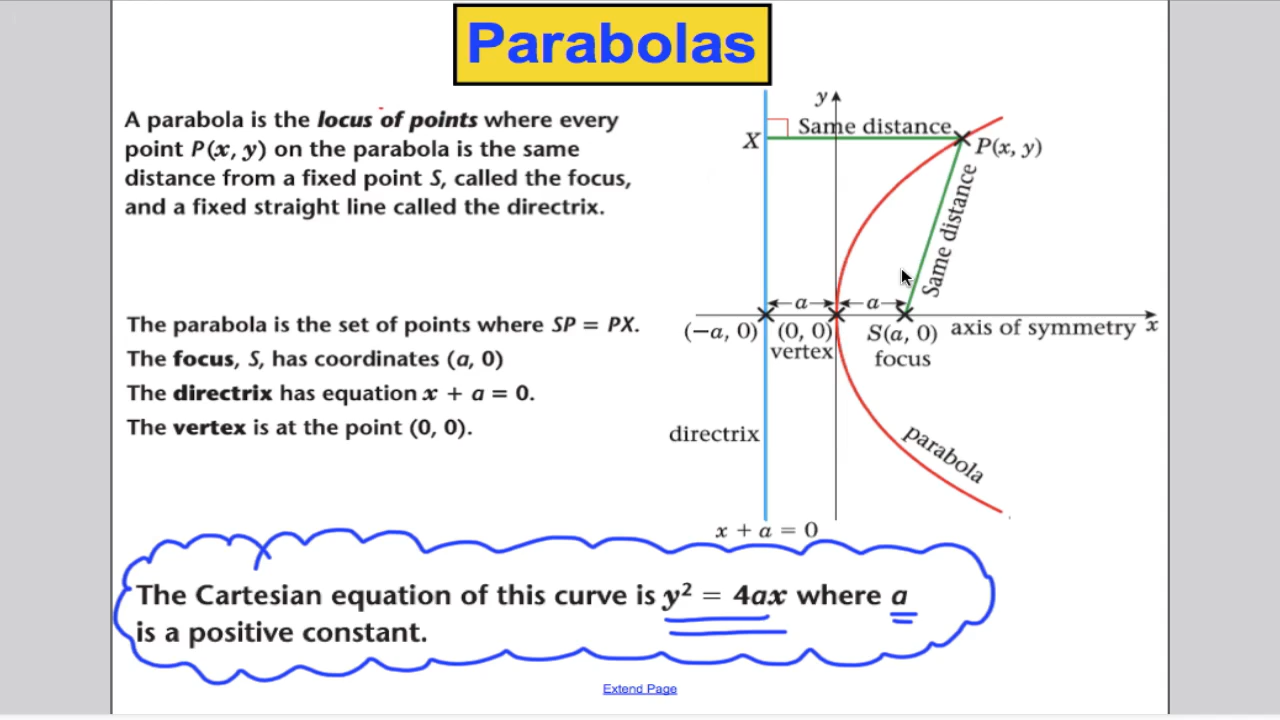 Parabolas
A parabola is the locus of points where every
point P(x, y) on the parabola is the same
distance from a fixed point S, called the focus,
and a fixed straight line called the directrix.
The parabola is the set of points where SP = PX.
The focus, S, has coordinates (a, 0)
The directrix has equation x + a = 0.
The vertex is at the point (0, 0).
y
Same distance
X
P(x, y)
Same distance
a
a
(−a, 0)
(0, 0)
S(a, 0)
axis of symmetry
x
vertex
focus
directrix
parabola
x + a = 0
The Cartesian equation of this curve is y² = 4ax where a
is a positive constant.
Extend Page